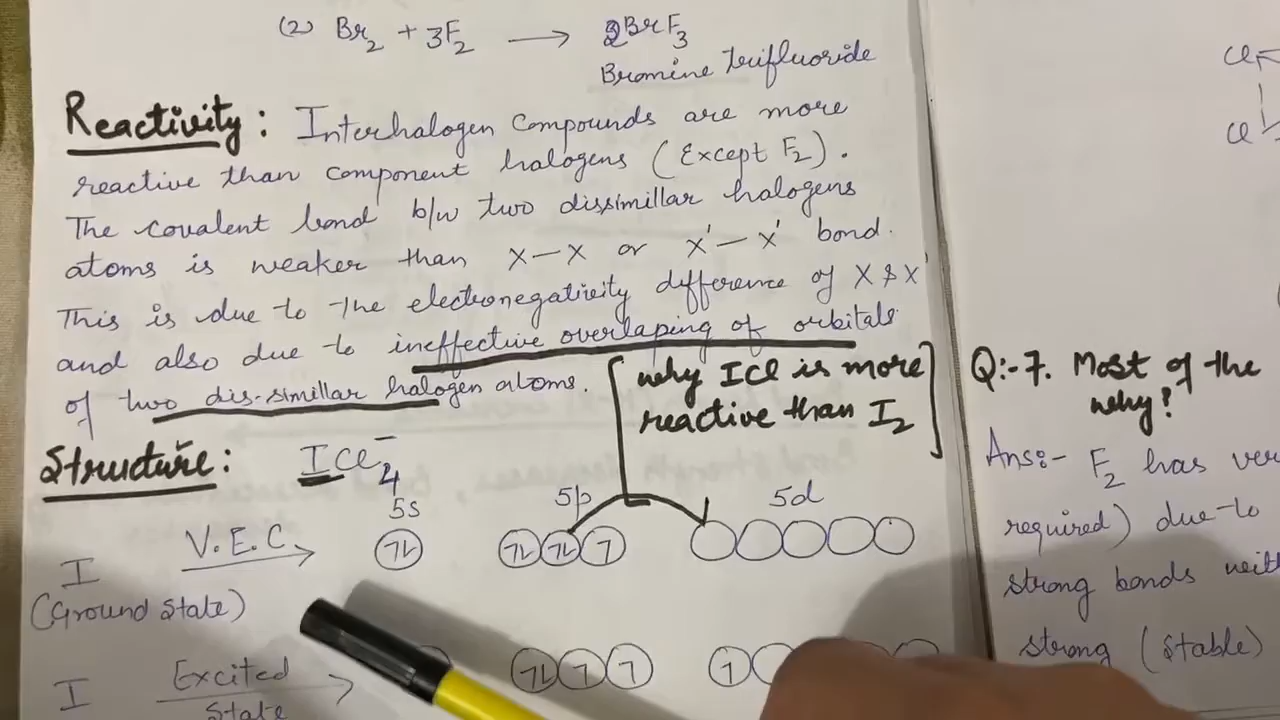 (2) Br2 + 3F2 → 2BrF3
Bromine trifluoride
Reactivity: Interhalogen compounds are more
reactive than component halogens (Except F2).
The covalent bond b/w two dissimillar halogens
atoms is weaker than X—X or X'—X' bond.
This is due to the electronegativity difference of X & X'
and also due to ineffective overlaping of orbitals
of two dis-similar halogen atoms.
[why ICl is more
reactive than I2]
Structure: ICl4-
5s 5p 5d
I V.E.C.
(Ground State)
I Excited
State
Cl
Cl
Q:-7. Most of the
why?
Ans:- F2 has ver
required) due to
strong bonds neith
strong (stable)